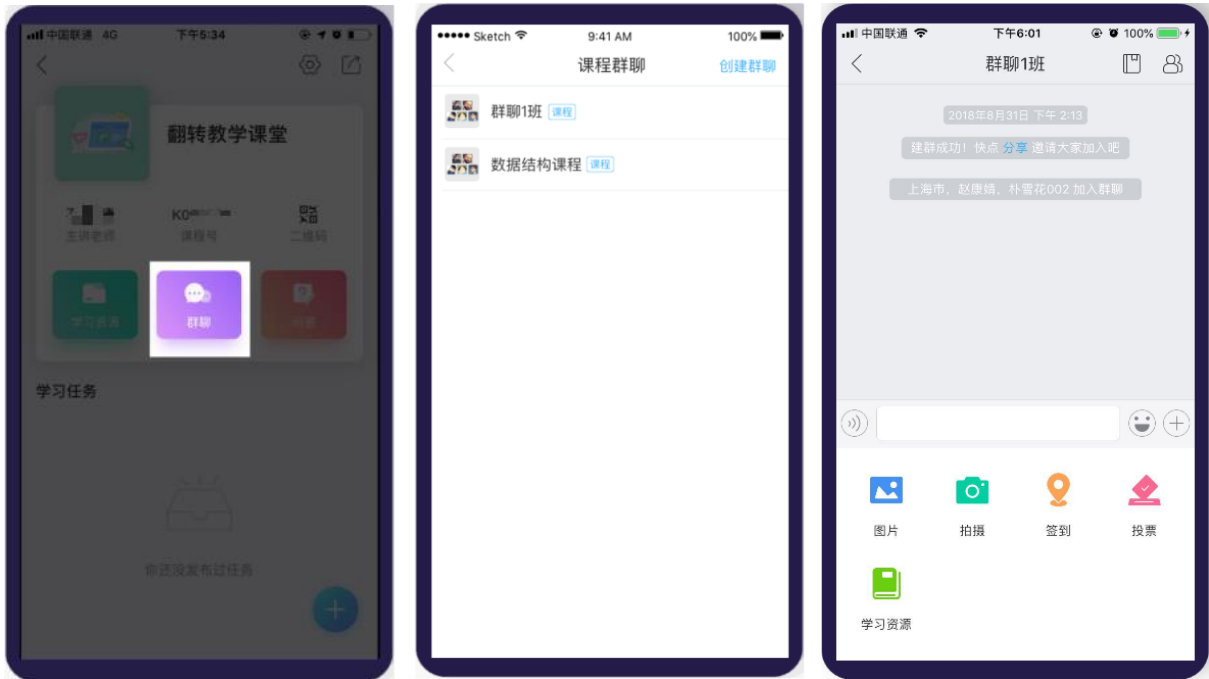 中国联通 4G 下午5:34
翻转教学课堂
K0
主讲老师 课程号 二维码
学习资源 群聊 问答
学习任务
你还没发布过任务
Sketch 9:41 AM 100%
课程群聊 创建群聊
群聊1班 课程
数据结构课程 课程
中国联通 下午6:01 100%
群聊1班
2018年8月31日 下午 2:13
建群成功！快点 分享 邀请大家加入吧
上海市、赵康婧、朴雪花002 加入群聊
图片 拍摄 签到 投票
学习资源